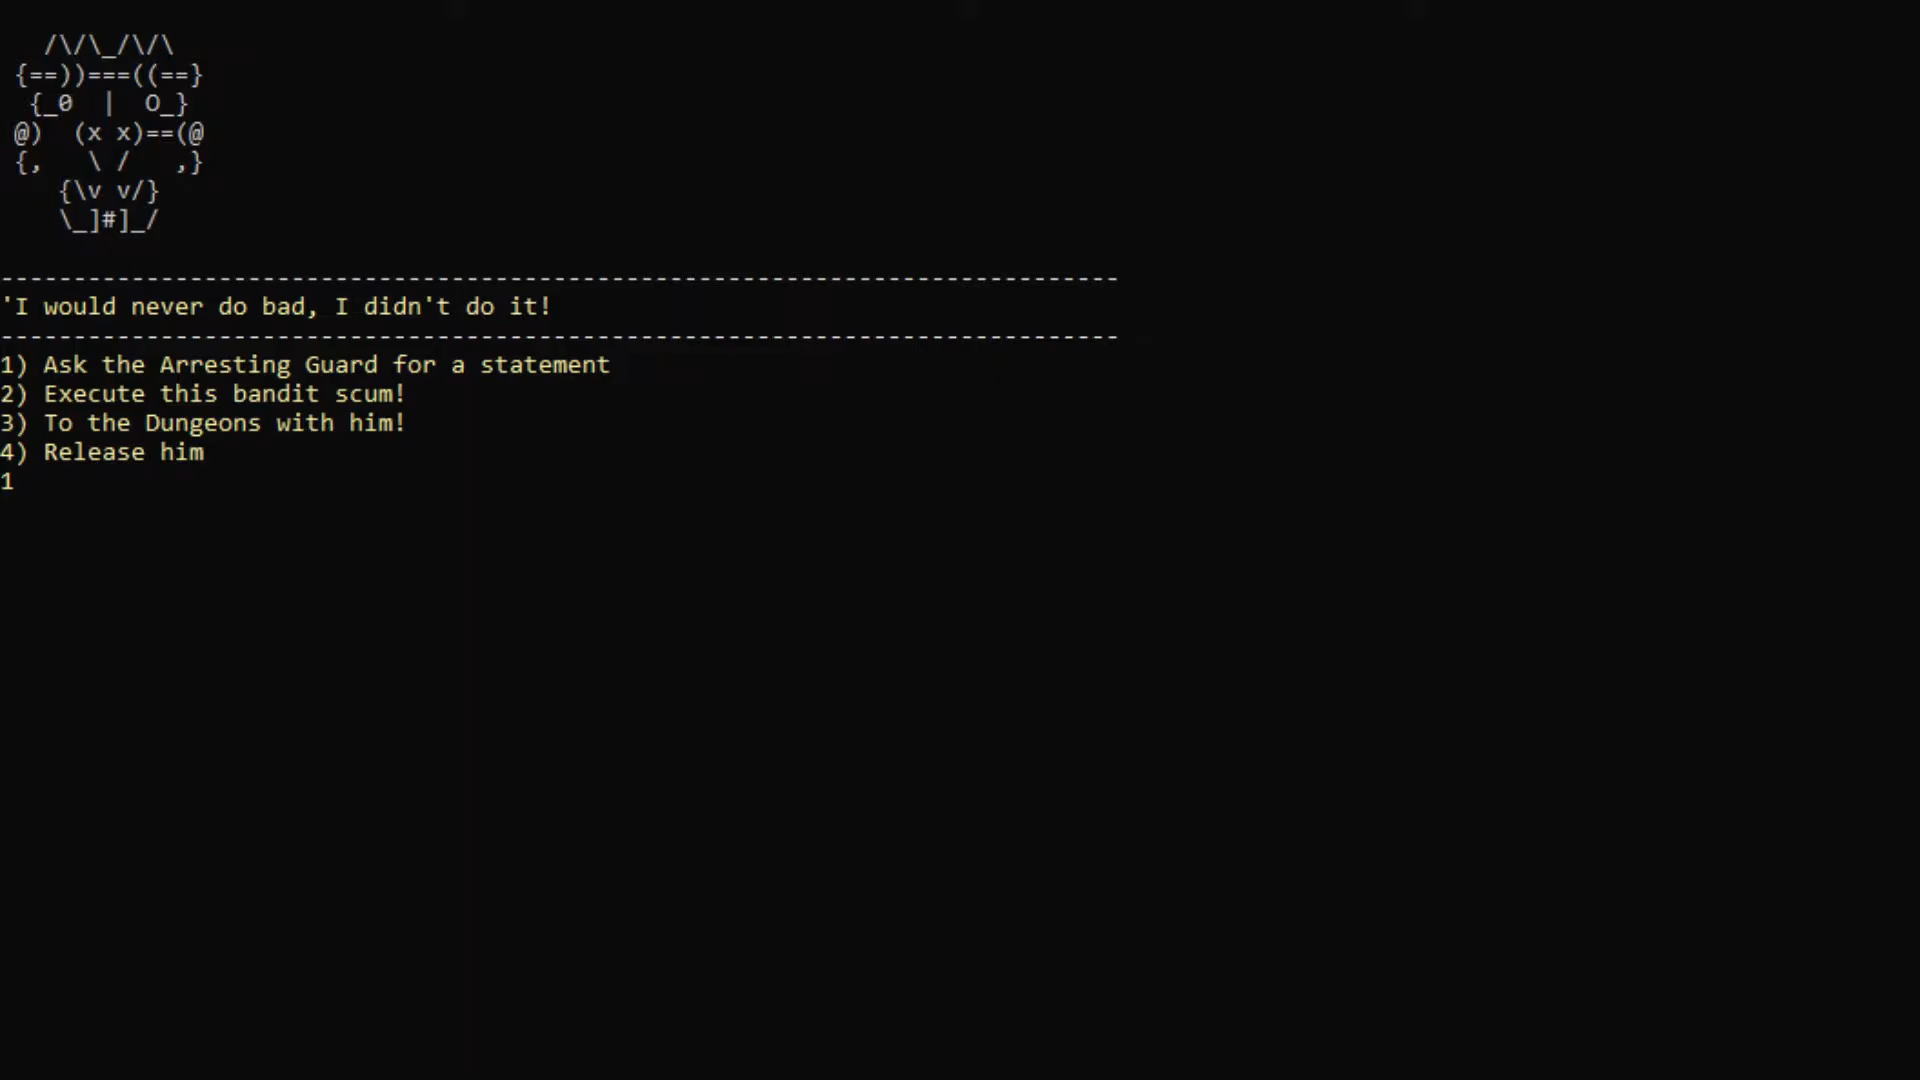 /\/\_/\/\
 {==))===((==}
  {_0  |  O_}
 @)  (x x)==(@
 {,   \ /   ,}
    {\v v/}
    \_]#]_/
-----------------------------------------------------------------------------
'I would never do bad, I didn't do it!
-----------------------------------------------------------------------------
1) Ask the Arresting Guard for a statement
2) Execute this bandit scum!
3) To the Dungeons with him!
4) Release him
1